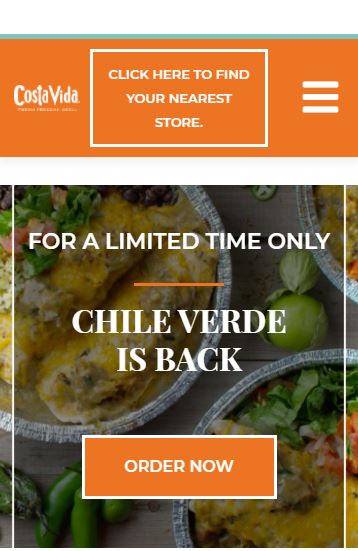 CLICK HERE TO FIND
YOUR NEAREST
STORE.
Costa Vida
FRESH MEXICAN GRILL
FOR A LIMITED TIME ONLY
CHILE VERDE
IS BACK
ORDER NOW